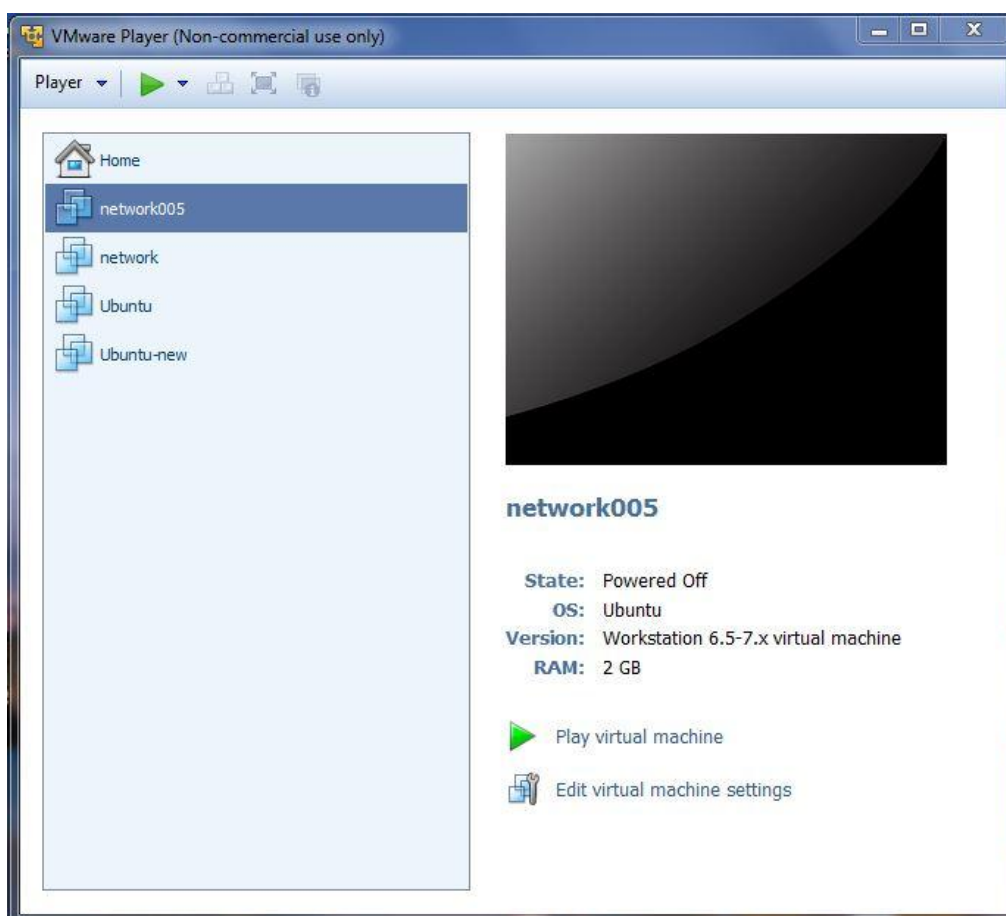 VMware Player (Non-commercial use only)
Player
Home
network005
network
Ubuntu
Ubuntu-new
network005
State: Powered Off
OS: Ubuntu
Version: Workstation 6.5-7.x virtual machine
RAM: 2 GB
Play virtual machine
Edit virtual machine settings